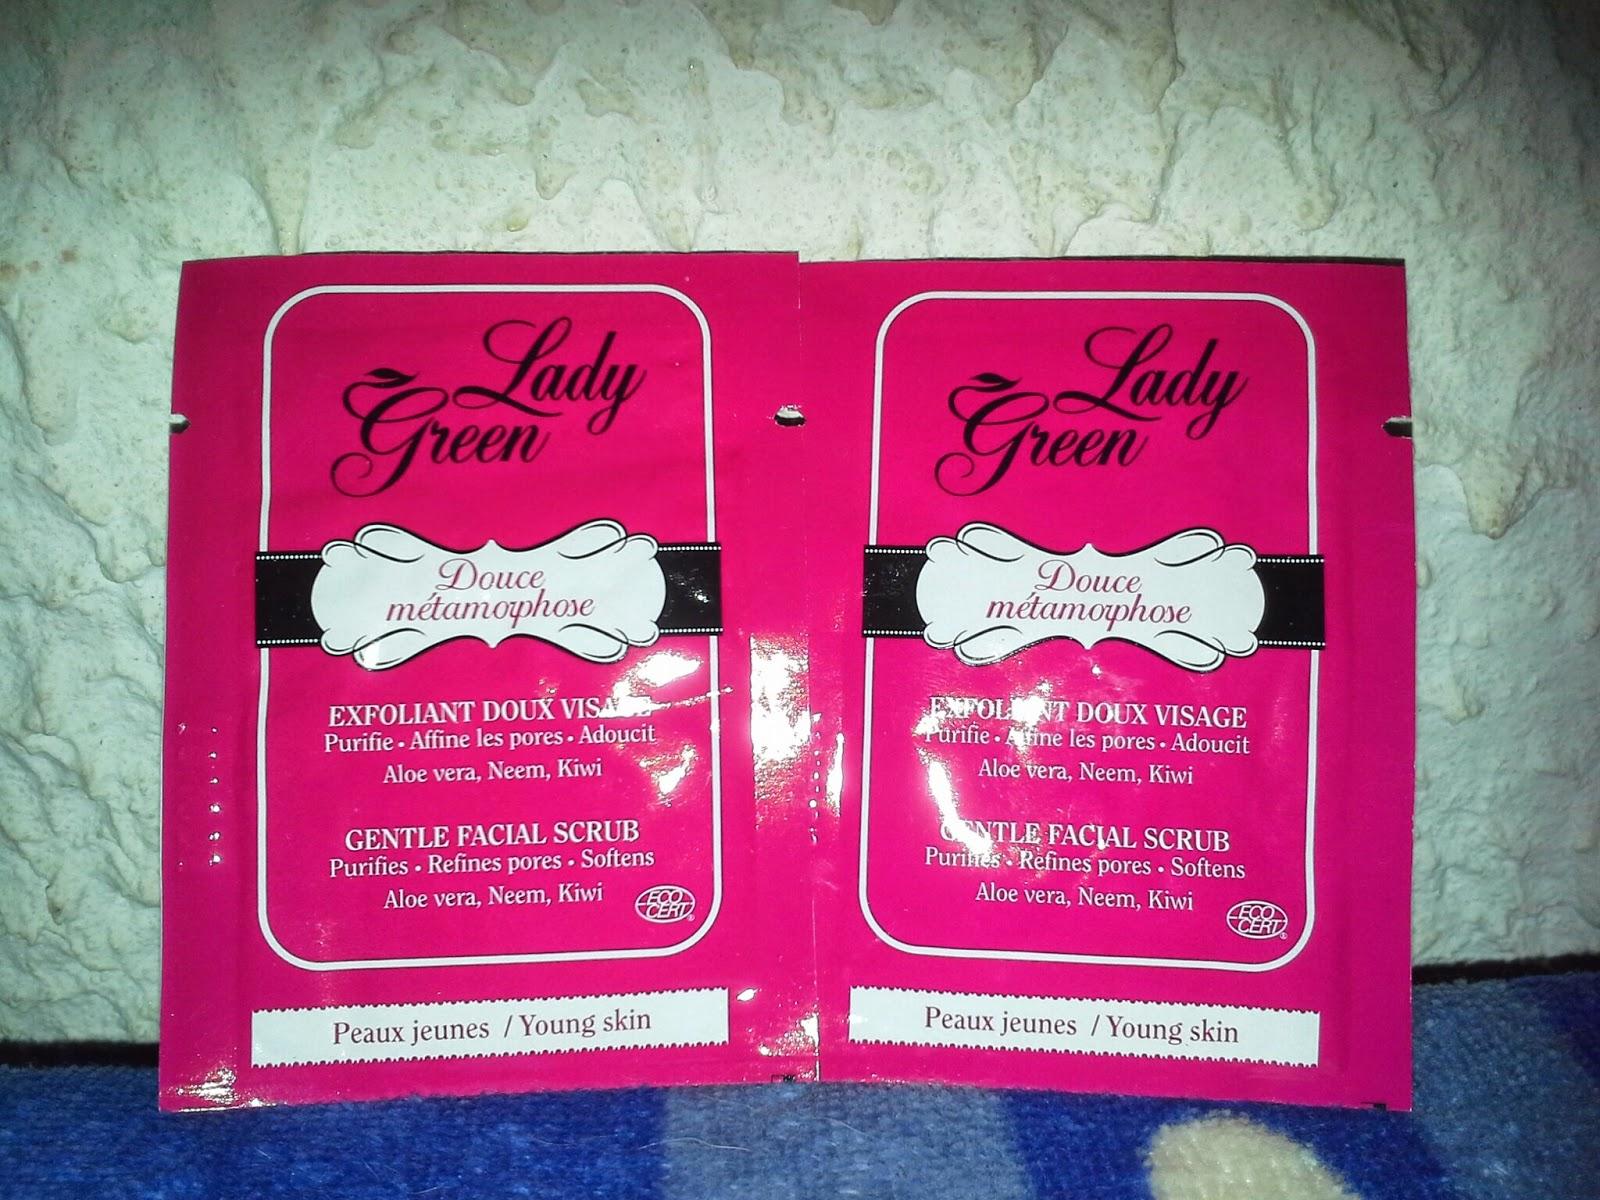 Lady
Green
Douce
métamorphose
EXFOLIANT DOUX VISAGE
Purifie • Affine les pores • Adoucit
Aloe vera, Neem, Kiwi
GENTLE FACIAL SCRUB
Purifies • Refines pores • Softens
Aloe vera, Neem, Kiwi
ECO
CERT®
Peaux jeunes / Young skin
Lady
Green
Douce
métamorphose
EXFOLIANT DOUX VISAGE
Purifie • Affine les pores • Adoucit
Aloe vera, Neem, Kiwi
GENTLE FACIAL SCRUB
Purifies • Refines pores • Softens
Aloe vera, Neem, Kiwi
ECO
CERT®
Peaux jeunes / Young skin